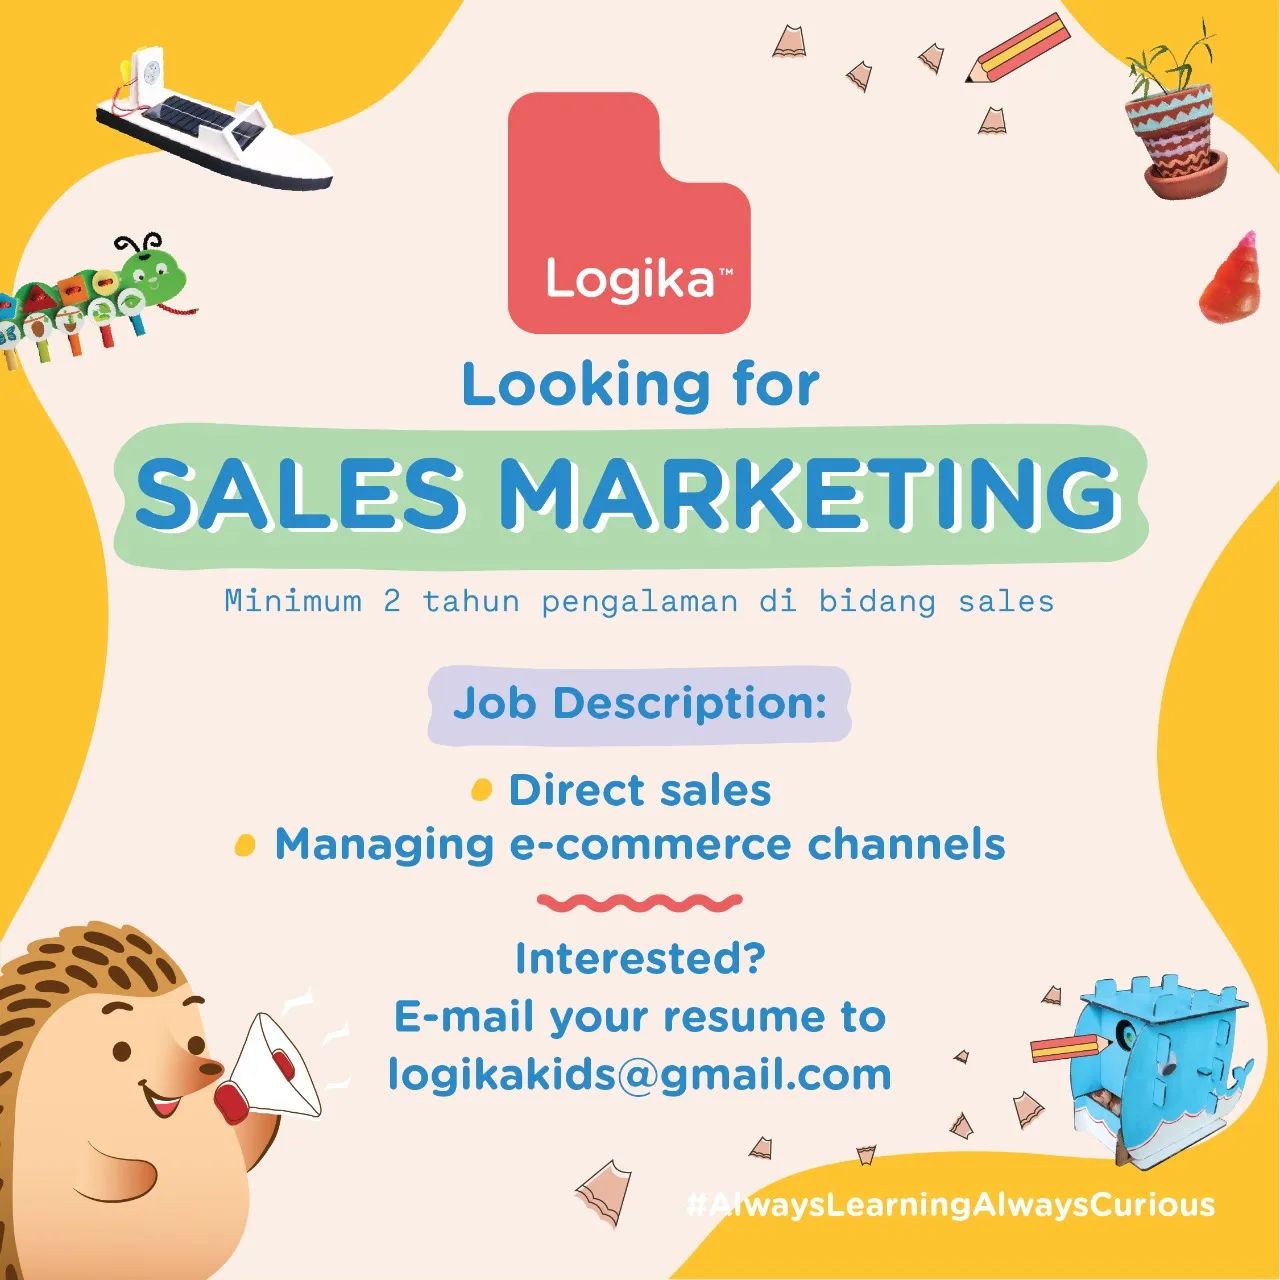 Logika™
Looking for
SALES MARKETING
Minimum 2 tahun pengalaman di bidang sales
Job Description:
• Direct sales
• Managing e-commerce channels
Interested?
E-mail your resume to
logikakids@gmail.com
#AlwaysLearningAlwaysCurious